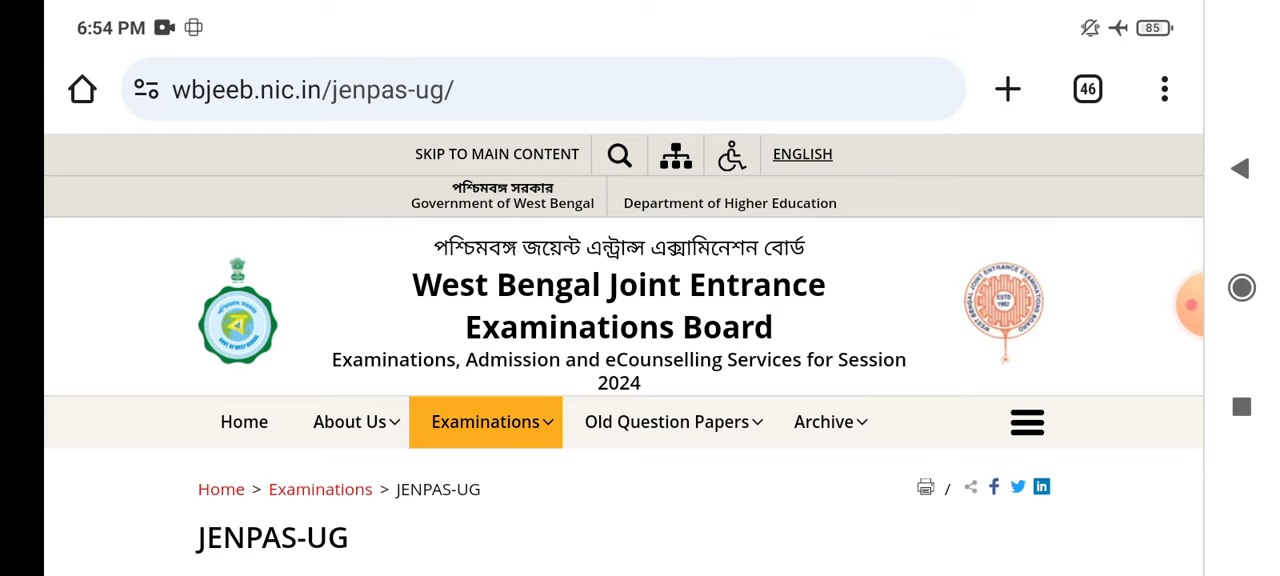 6:54 PM
85
wbjeeb.nic.in/jenpas-ug/
46
SKIP TO MAIN CONTENT
ENGLISH
পশ্চিমবঙ্গ সরকার
Government of West Bengal
Department of Higher Education
পশ্চিমবঙ্গ জয়েন্ট এন্ট্রান্স এক্সামিনেশন বোর্ড
West Bengal Joint Entrance
Examinations Board
Examinations, Admission and eCounselling Services for Session
2024
Home About Us Examinations Old Question Papers Archive
Home > Examinations > JENPAS-UG
/
JENPAS-UG